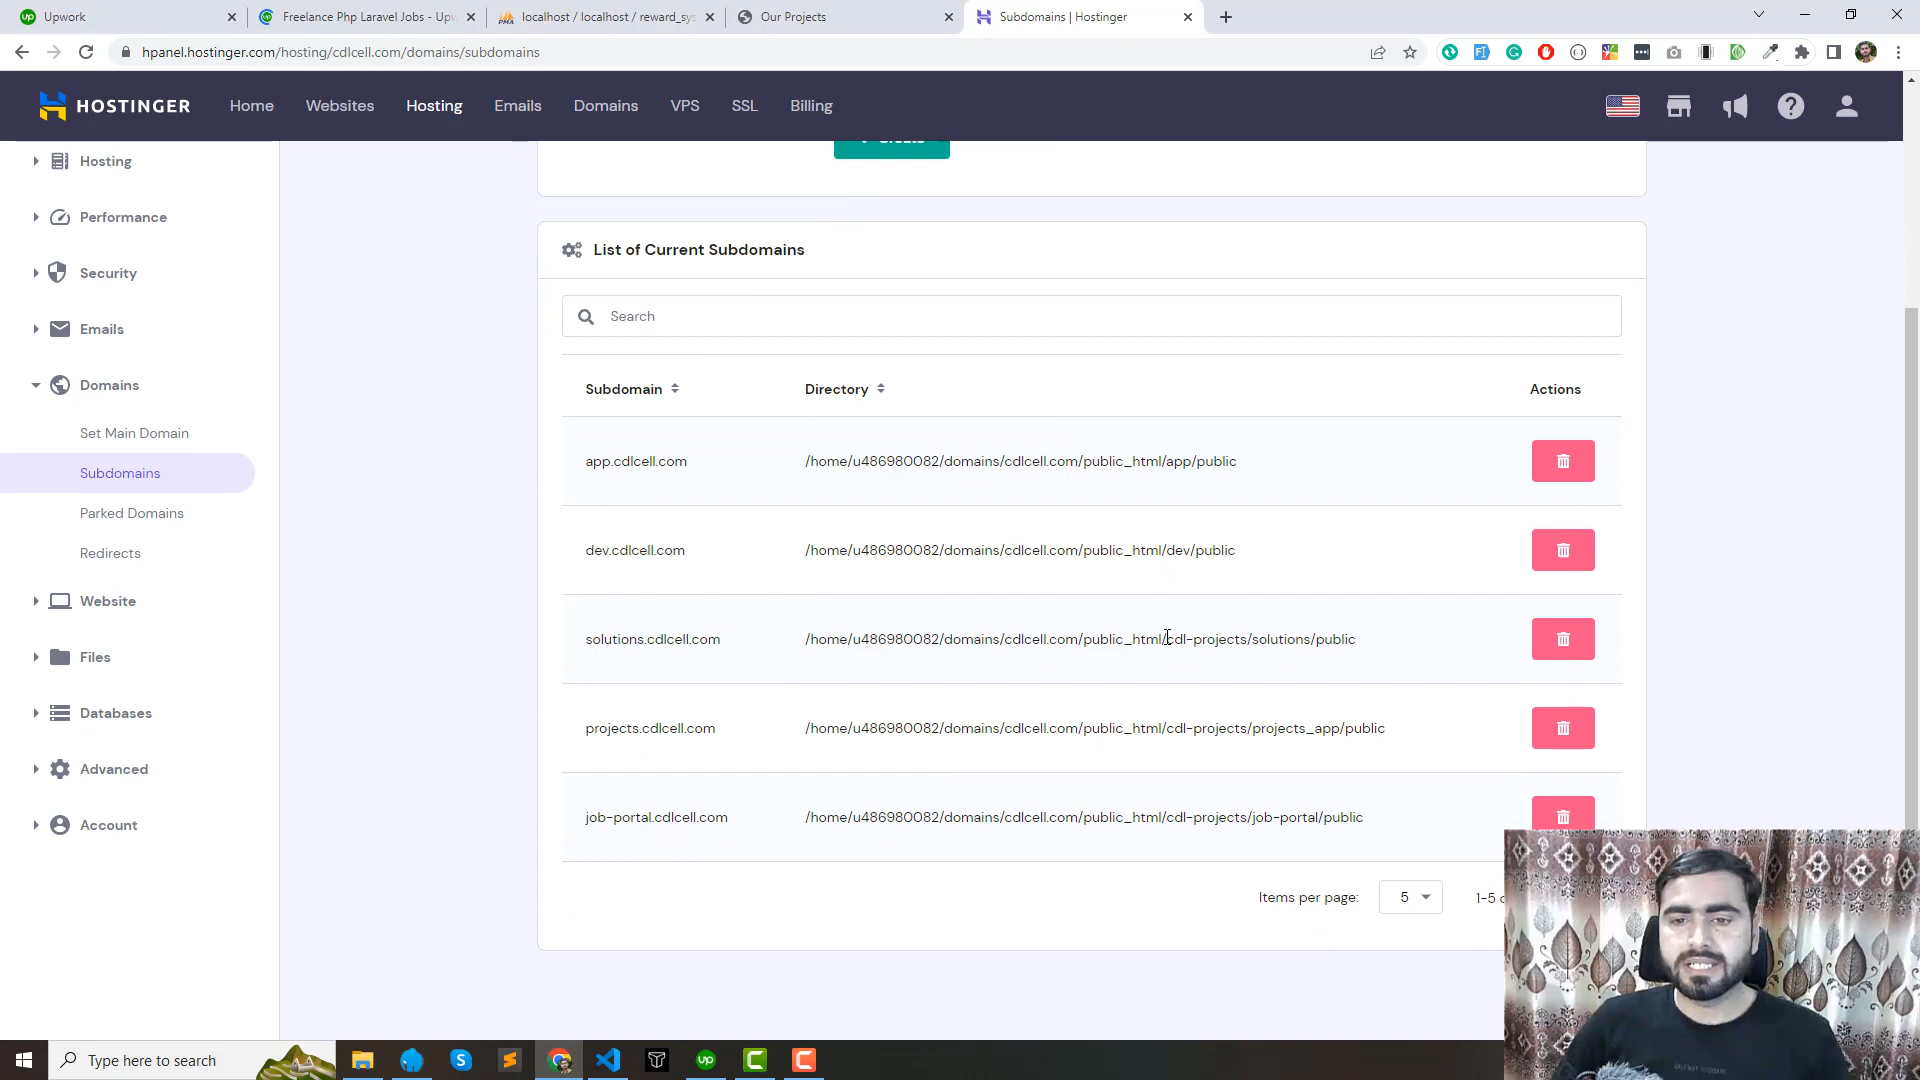 Upwork
Freelance Php Laravel Jobs - Upw
localhost / localhost / reward_sys
Our Projects
Subdomains | Hostinger
hpanel.hostinger.com/hosting/cdlcell.com/domains/subdomains
HOSTINGER
Home
Websites
Hosting
Emails
Domains
VPS
SSL
Billing
Hosting
Performance
Security
Emails
Domains
Set Main Domain
Subdomains
Parked Domains
Redirects
Website
Files
Databases
Advanced
Account
List of Current Subdomains
Search
Subdomain Directory Actions
app.cdlcell.com /home/u486980082/domains/cdlcell.com/public_html/app/public
dev.cdlcell.com /home/u486980082/domains/cdlcell.com/public_html/dev/public
solutions.cdlcell.com /home/u486980082/domains/cdlcell.com/public_html/cdl-projects/solutions/public
projects.cdlcell.com /home/u486980082/domains/cdlcell.com/public_html/cdl-projects/projects_app/public
job-portal.cdlcell.com /home/u486980082/domains/cdlcell.com/public_html/cdl-projects/job-portal/public
Items per page: 5 1-5
Type here to search